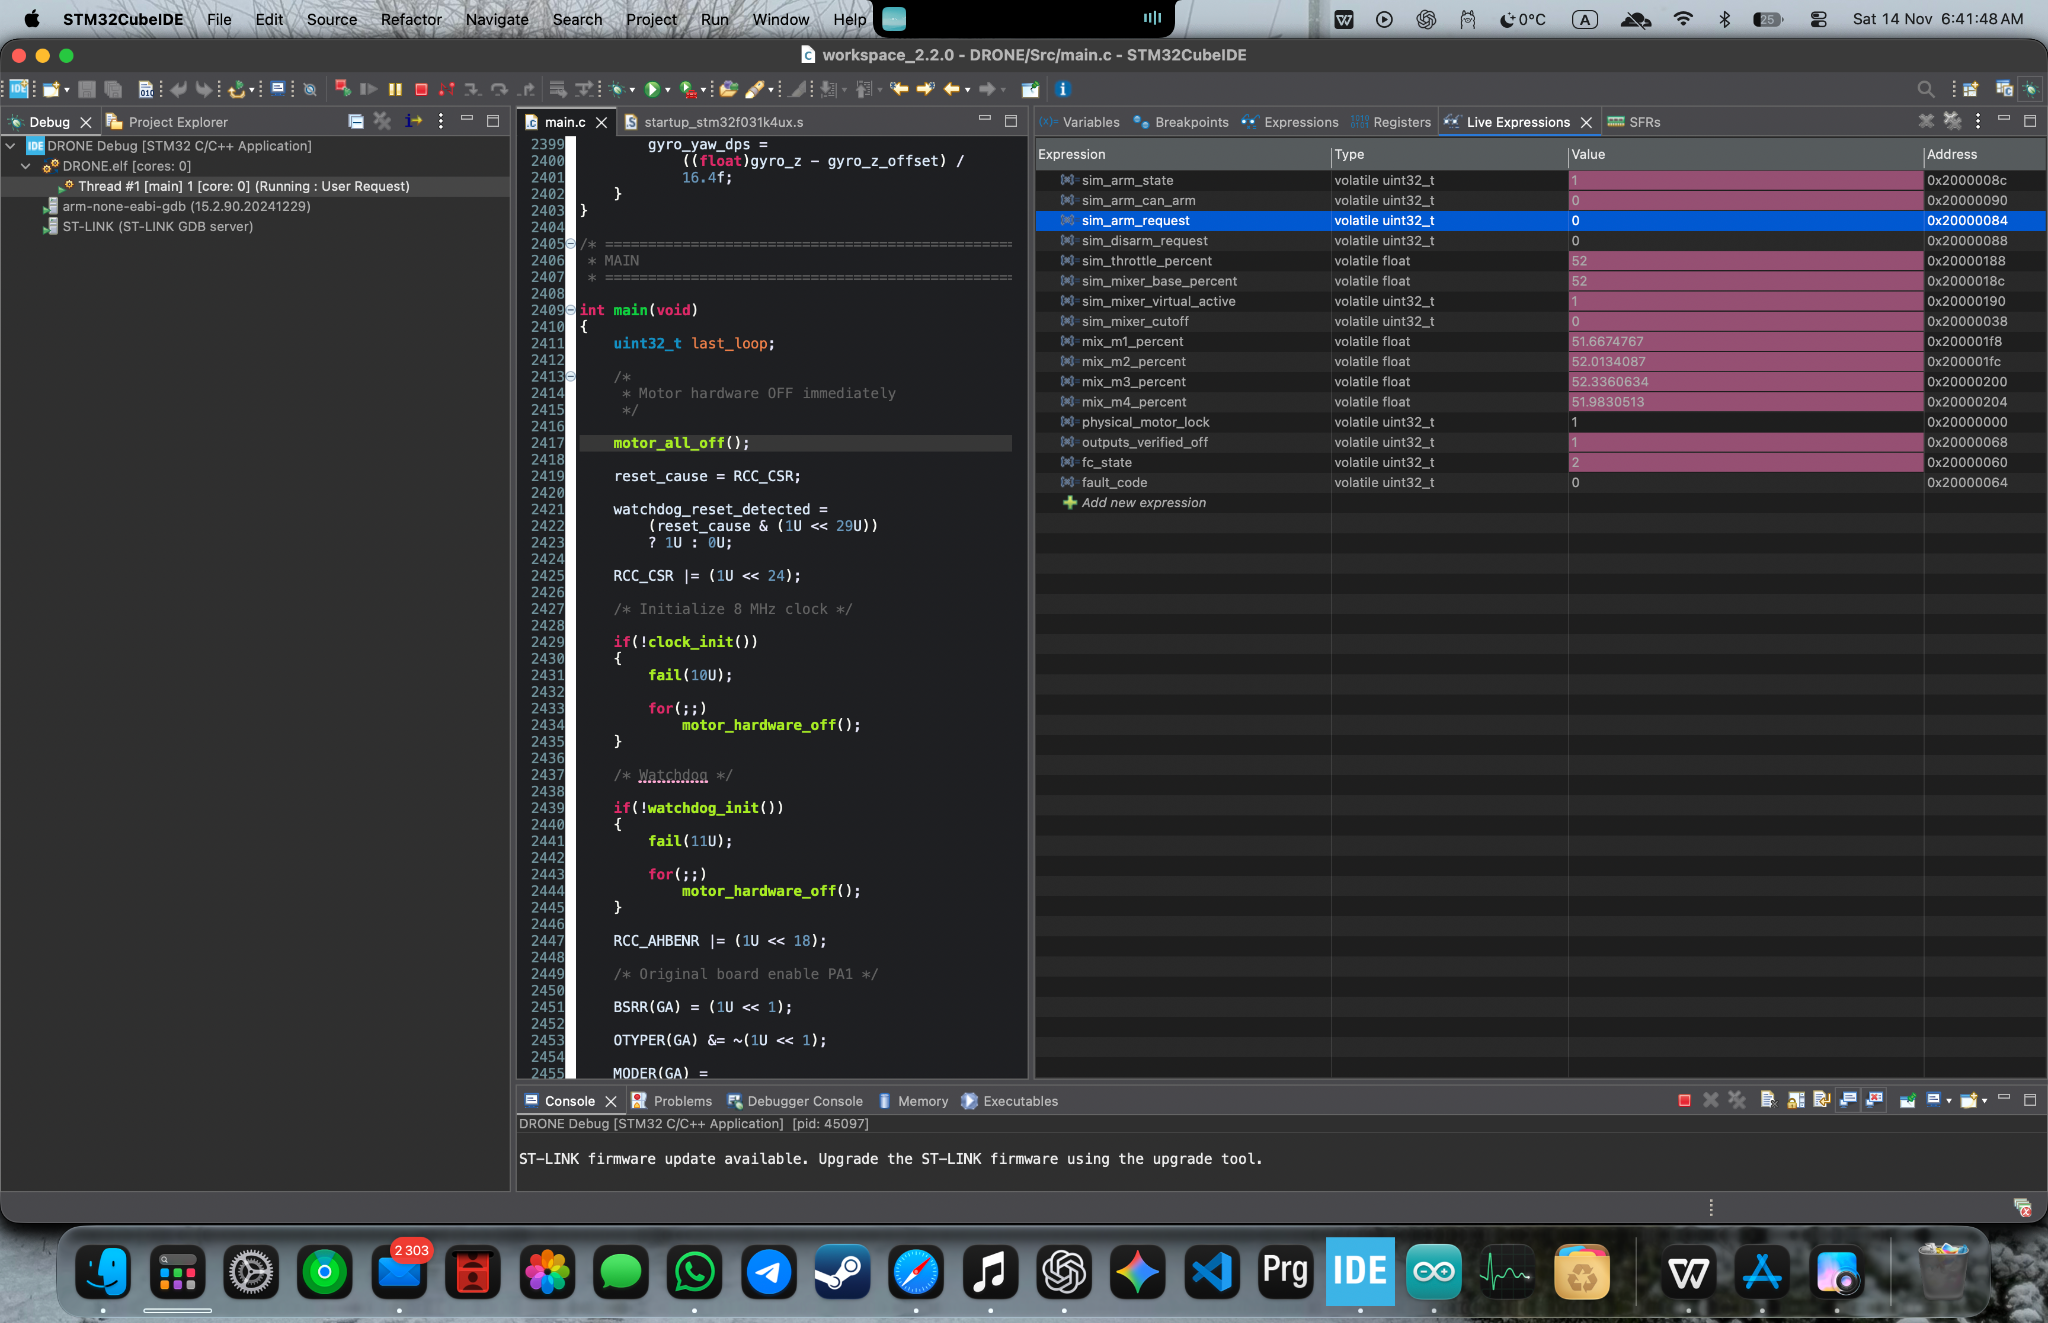 STM32CubeIDE File Edit Source Refactor Navigate Search Project Run Window Help 0°C A 25 Sat 14 Nov 6:41:48 AM
workspace_2.2.0 - DRONE/Src/main.c - STM32CubeIDE
Debug Project Explorer
DRONE Debug [STM32 C/C++ Application]
DRONE.elf [cores: 0]
Thread #1 [main] 1 [core: 0] (Running : User Request)
arm-none-eabi-gdb (15.2.90.20241229)
ST-LINK (ST-LINK GDB server)
main.c startup_stm32f031k4ux.s
2399 gyro_yaw_dps =
2400 ((float)gyro_z - gyro_z_offset) /
2401 16.4f;
2402 }
2403 }
2404
2405 /* ================================================
2406 * MAIN
2407 * ================================================
2408
2409 int main(void)
2410 {
2411 uint32_t last_loop;
2412
2413 /*
2414 * Motor hardware OFF immediately
2415 */
2416
2417 motor_all_off();
2418
2419 reset_cause = RCC_CSR;
2420
2421 watchdog_reset_detected =
2422 (reset_cause & (1U << 29U))
2423 ? 1U : 0U;
2424
2425 RCC_CSR |= (1U << 24);
2426
2427 /* Initialize 8 MHz clock */
2428
2429 if(!clock_init())
2430 {
2431 fail(10U);
2432
2433 for(;;)
2434 motor_hardware_off();
2435 }
2436
2437 /* Watchdog */
2438
2439 if(!watchdog_init())
2440 {
2441 fail(11U);
2442
2443 for(;;)
2444 motor_hardware_off();
2445 }
2446
2447 RCC_AHBENR |= (1U << 18);
2448
2449 /* Original board enable PA1 */
2450
2451 BSRR(GA) = (1U << 1);
2452
2453 OTYPER(GA) &= ~(1U << 1);
2454
2455 MODER(GA) =
Variables Breakpoints Expressions Registers Live Expressions SFRs
Expression Type Value Address
sim_arm_state volatile uint32_t 1 0x2000008c
sim_arm_can_arm volatile uint32_t 0 0x20000090
sim_arm_request volatile uint32_t 0 0x20000084
sim_disarm_request volatile uint32_t 0 0x20000088
sim_throttle_percent volatile float 52 0x20000188
sim_mixer_base_percent volatile float 52 0x2000018c
sim_mixer_virtual_active volatile uint32_t 1 0x20000190
sim_mixer_cutoff volatile uint32_t 0 0x20000038
mix_m1_percent volatile float 51.6674767 0x200001f8
mix_m2_percent volatile float 52.0134087 0x200001fc
mix_m3_percent volatile float 52.3360634 0x20000200
mix_m4_percent volatile float 51.9830513 0x20000204
physical_motor_lock volatile uint32_t 1 0x20000000
outputs_verified_off volatile uint32_t 1 0x20000068
fc_state volatile uint32_t 2 0x20000060
fault_code volatile uint32_t 0 0x20000064
Add new expression
Console Problems Debugger Console Memory Executables
DRONE Debug [STM32 C/C++ Application] [pid: 45097]
ST-LINK firmware update available. Upgrade the ST-LINK firmware using the upgrade tool.
2 303
Prg IDE